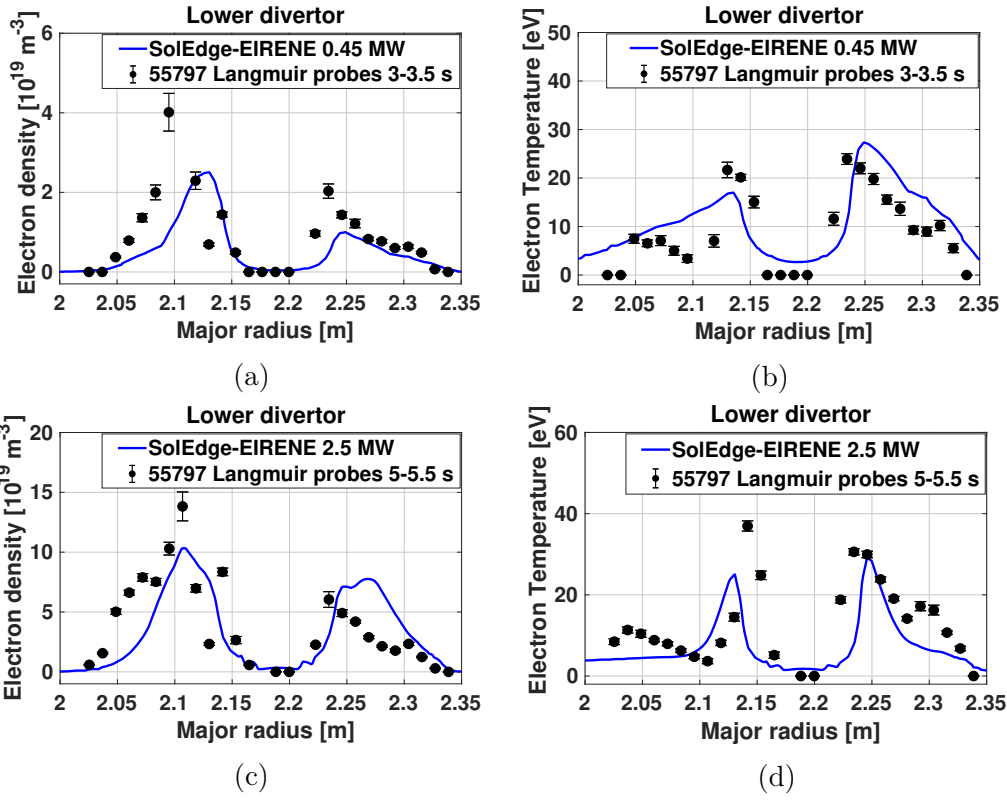 Lower divertor
Electron density [10^19 m^-3]
6
4
2
0
SolEdge-EIRENE 0.45 MW
55797 Langmuir probes 3-3.5 s
2 2.05 2.1 2.15 2.2 2.25 2.3 2.35
Major radius [m]
(a)
Lower divertor
Electron Temperature [eV]
50
40
30
20
10
0
SolEdge-EIRENE 0.45 MW
55797 Langmuir probes 3-3.5 s
2 2.05 2.1 2.15 2.2 2.25 2.3 2.35
Major radius [m]
(b)
Lower divertor
Electron density [10^19 m^-3]
20
15
10
5
0
SolEdge-EIRENE 2.5 MW
55797 Langmuir probes 5-5.5 s
2 2.05 2.1 2.15 2.2 2.25 2.3 2.35
Major radius [m]
(c)
Lower divertor
Electron Temperature [eV]
60
40
20
0
SolEdge-EIRENE 2.5 MW
55797 Langmuir probes 5-5.5 s
2 2.05 2.1 2.15 2.2 2.25 2.3 2.35
Major radius [m]
(d)